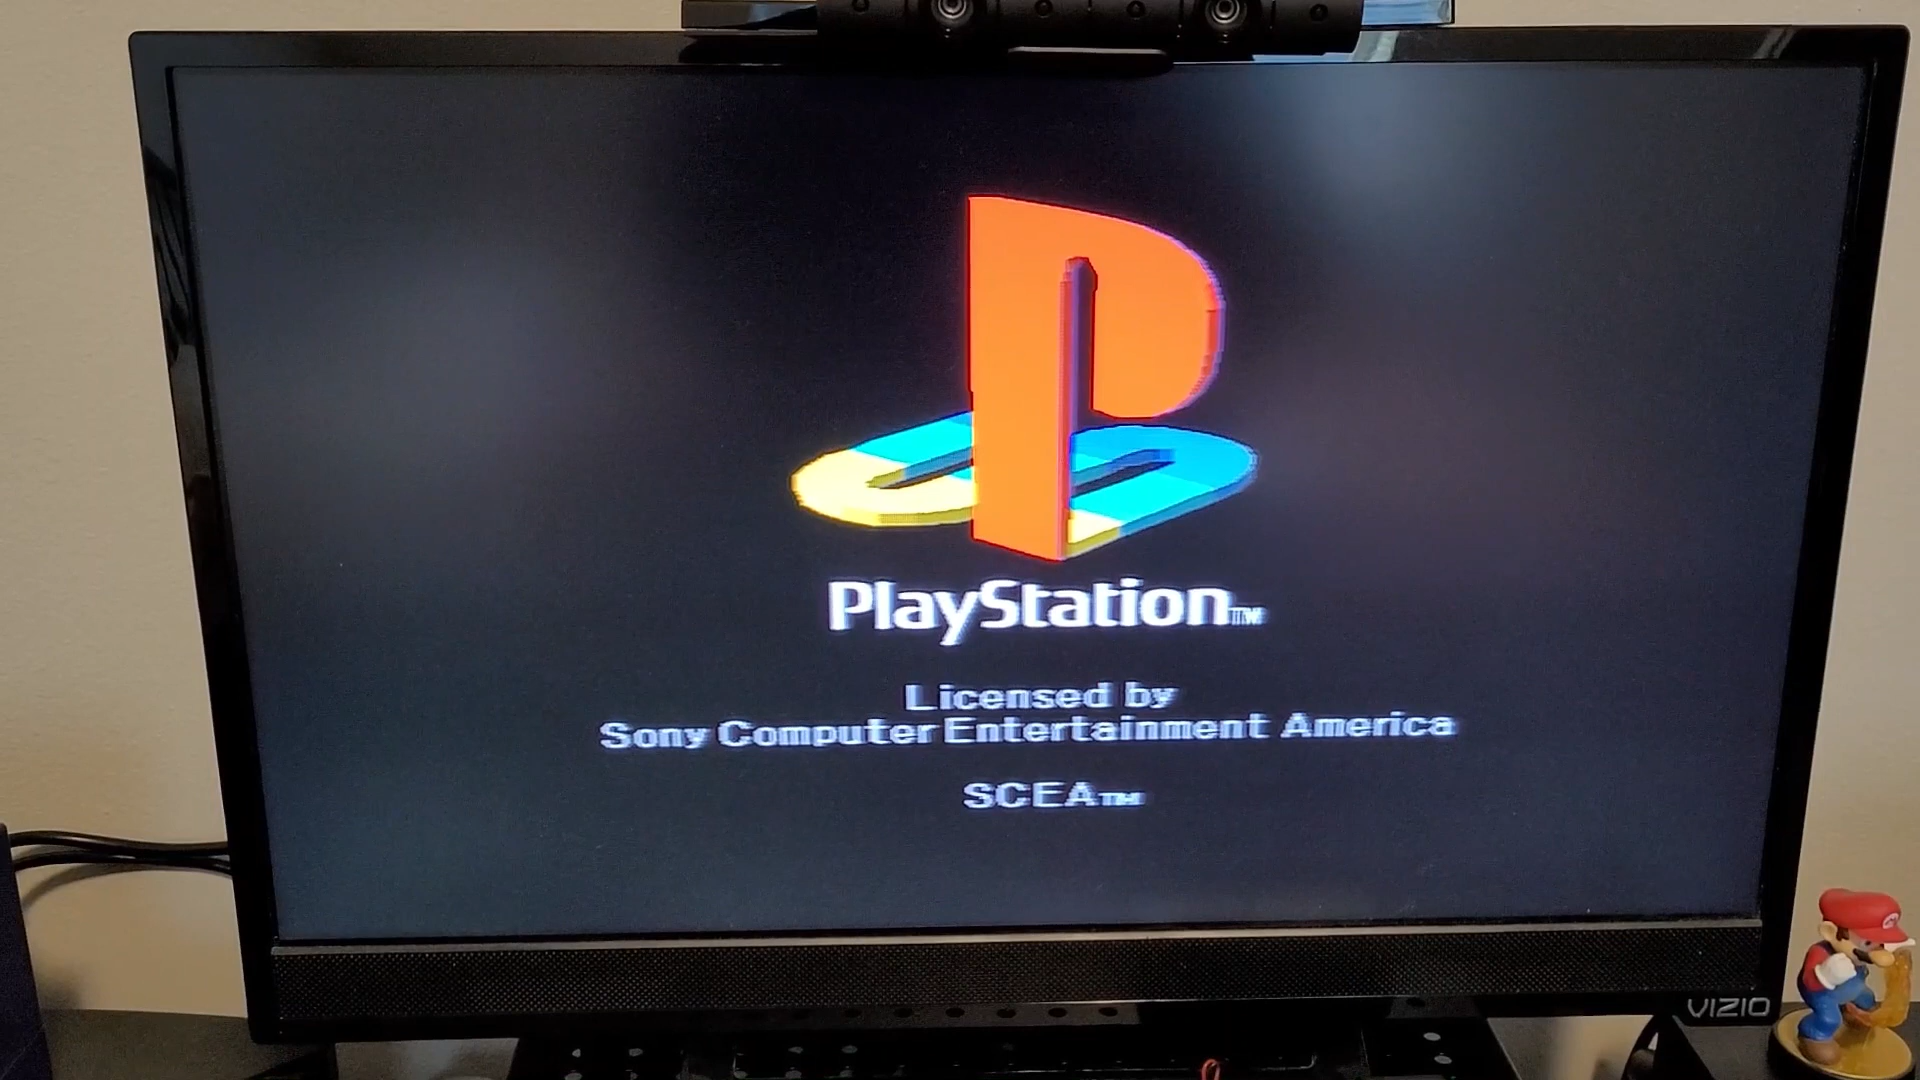 PlayStation™
Licensed by
Sony Computer Entertainment America
SCEA™
VIZIO